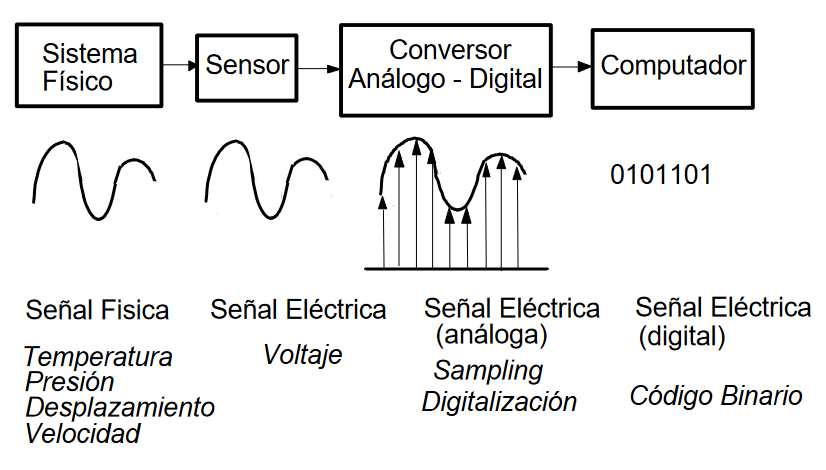 Sistema
Físico
Sensor
Conversor
Análogo - Digital
Computador
0101101
Señal Fisica
Temperatura
Presión
Desplazamiento
Velocidad
Señal Eléctrica
Voltaje
Señal Eléctrica
(análoga)
Sampling
Digitalización
Señal Eléctrica
(digital)
Código Binario